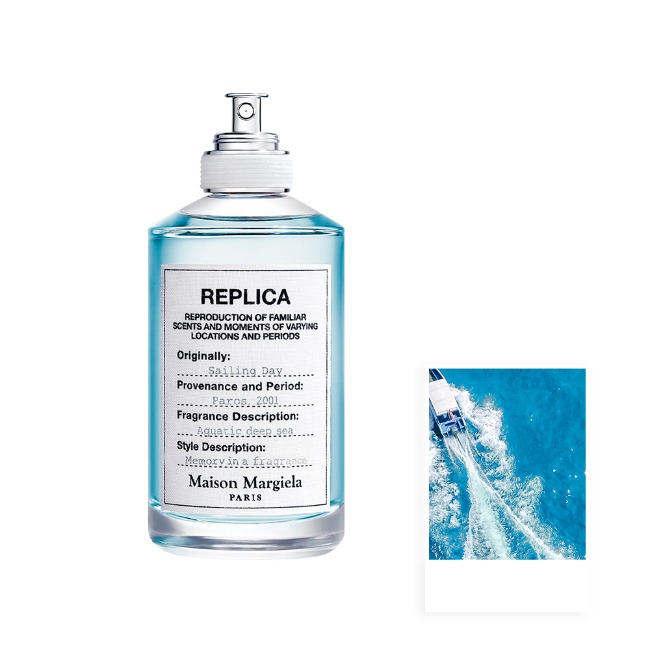 REPLICA
REPRODUCTION OF FAMILIAR
SCENTS AND MOMENTS OF VARYING
LOCATIONS AND PERIODS
Originally:
Sailing Day
Provenance and Period:
Paros, 2001
Fragrance Description:
Aquatic deep sea
Style Description:
Memory in a fragrance
Maison Margiela
PARIS